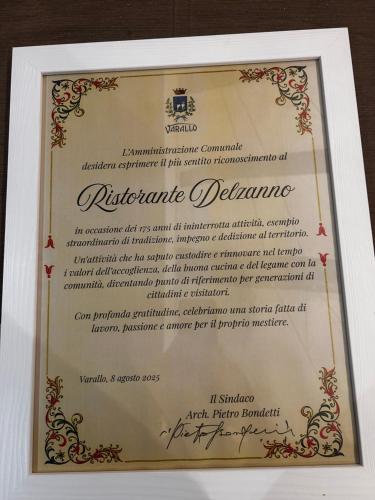 VARALLO
L'Amministrazione Comunale
desidera esprimere il più sentito riconoscimento al
Ristorante Delzanno
in occasione dei 175 anni di ininterrotta attività, esempio
straordinario di tradizione, impegno e dedizione al territorio.
Un'attività che ha saputo custodire e rinnovare nel tempo
i valori dell'accoglienza, della buona cucina e del legame con la
comunità, diventando punto di riferimento per generazioni di
cittadini e visitatori.
Con profonda gratitudine, celebriamo una storia fatta di
lavoro, passione e amore per il proprio mestiere.
Varallo, 8 agosto 2025
Il Sindaco
Arch. Pietro Bondetti